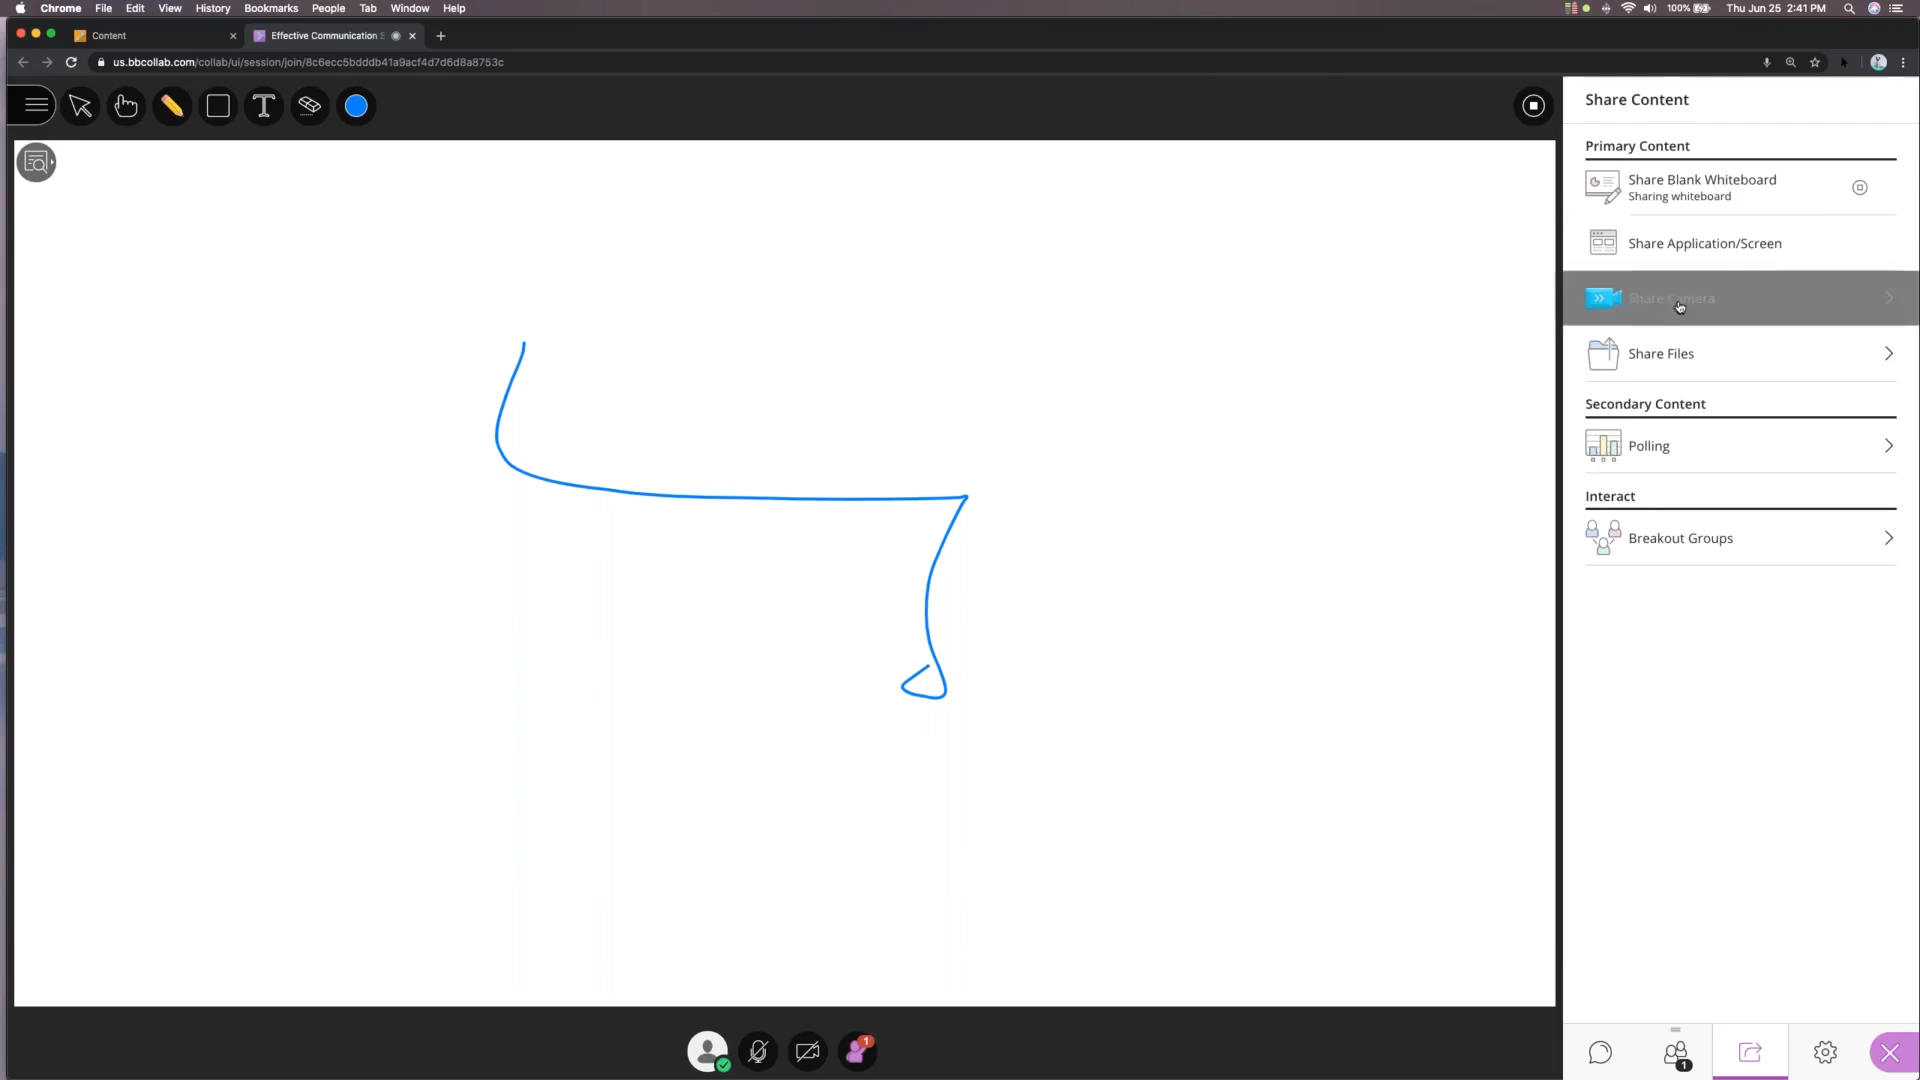 Chrome File Edit View History Bookmarks People Tab Window Help 100% Thu Jun 25 2:41 PM
Content Effective Communication S
us.bbcollab.com/collab/ui/session/join/8c6ecc5bdddb41a9acf4d7d6d8a8753c
T
Share Content
Primary Content
Share Blank Whiteboard
Sharing whiteboard
Share Application/Screen
Share Camera
Share Files
Secondary Content
Polling
Interact
Breakout Groups
1
1